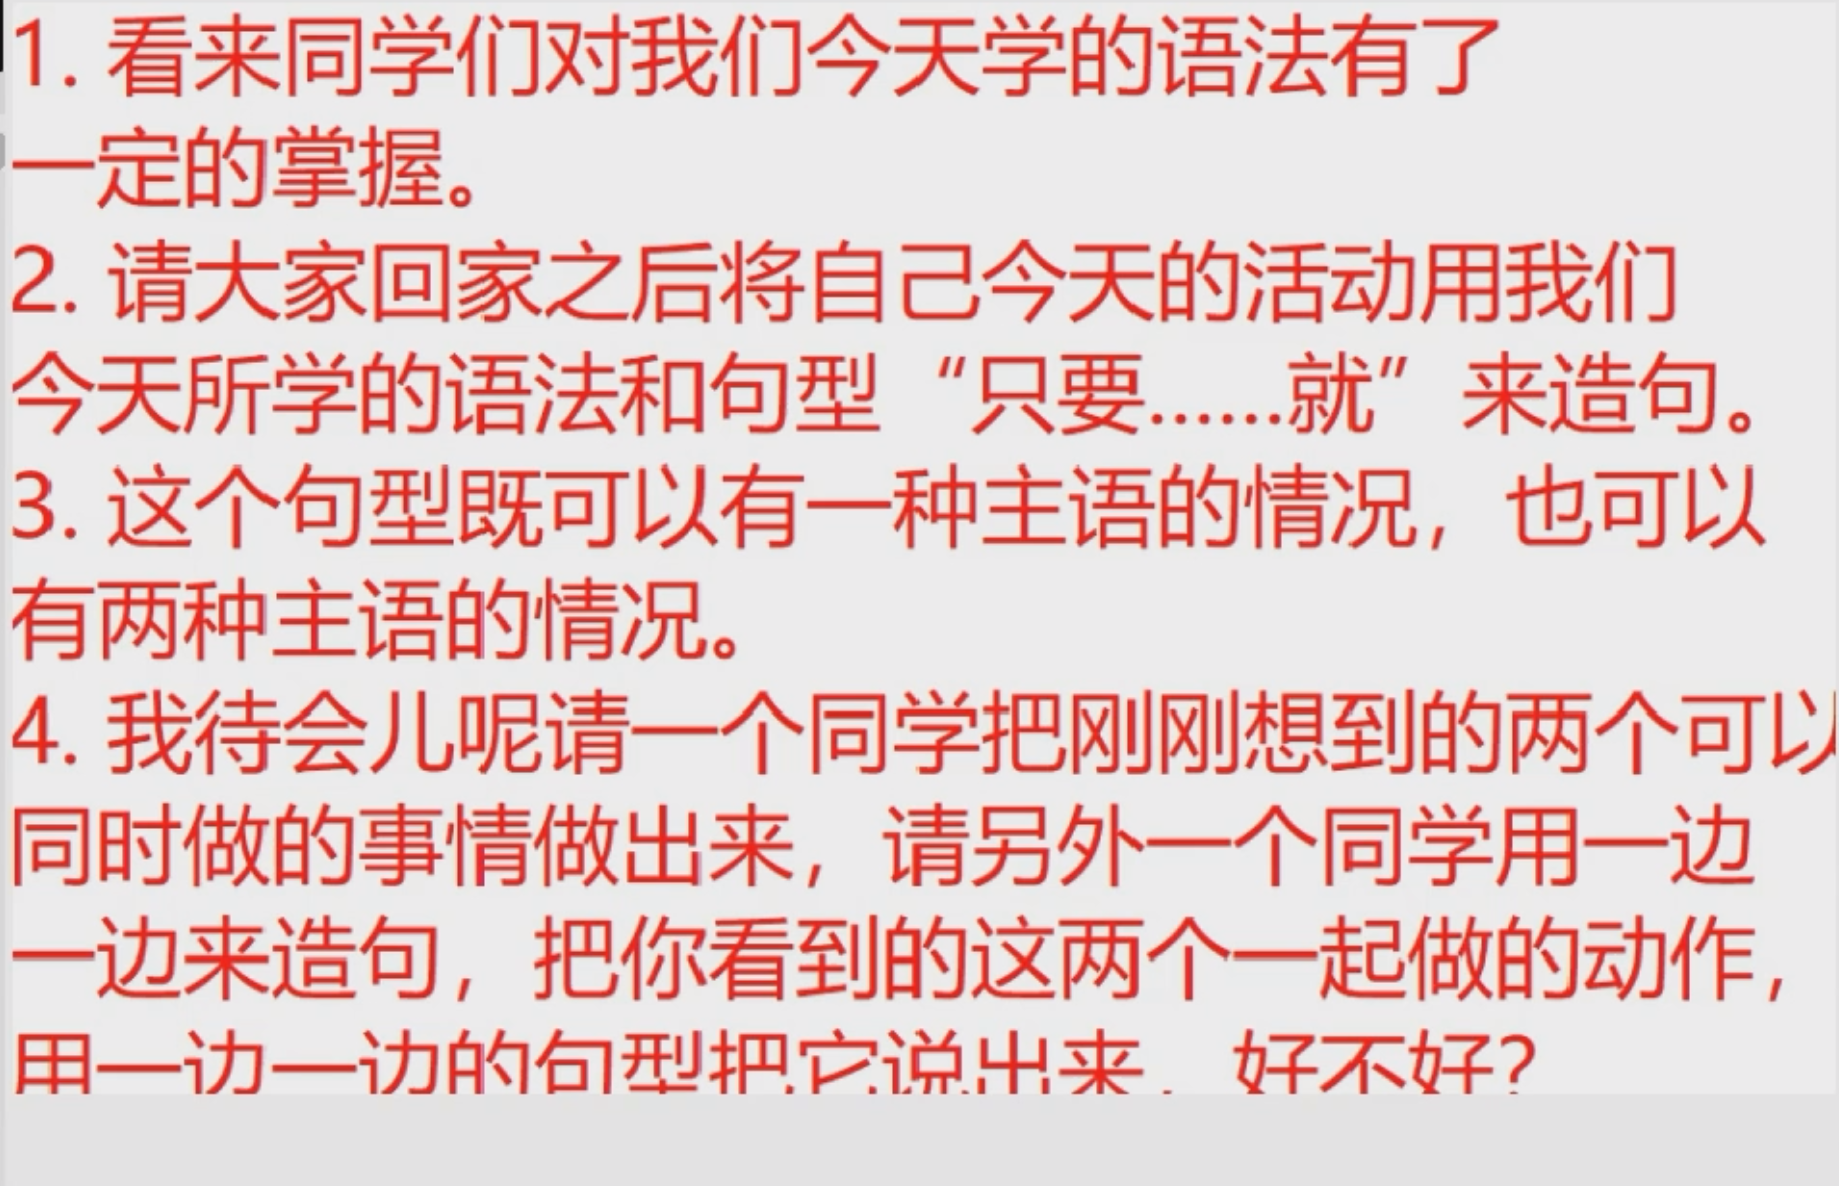 1. 看来同学们对我们今天学的语法有了
一定的掌握。
2. 请大家回家之后将自己今天的活动用我们
今天所学的语法和句型“只要……就”来造句。
3. 这个句型既可以有一种主语的情况，也可以
有两种主语的情况。
4. 我待会儿呢请一个同学把刚刚想到的两个可以
同时做的事情做出来，请另外一个同学用一边
一边来造句，把你看到的这两个一起做的动作，
用一边一边的句型把它说出来，好不好？